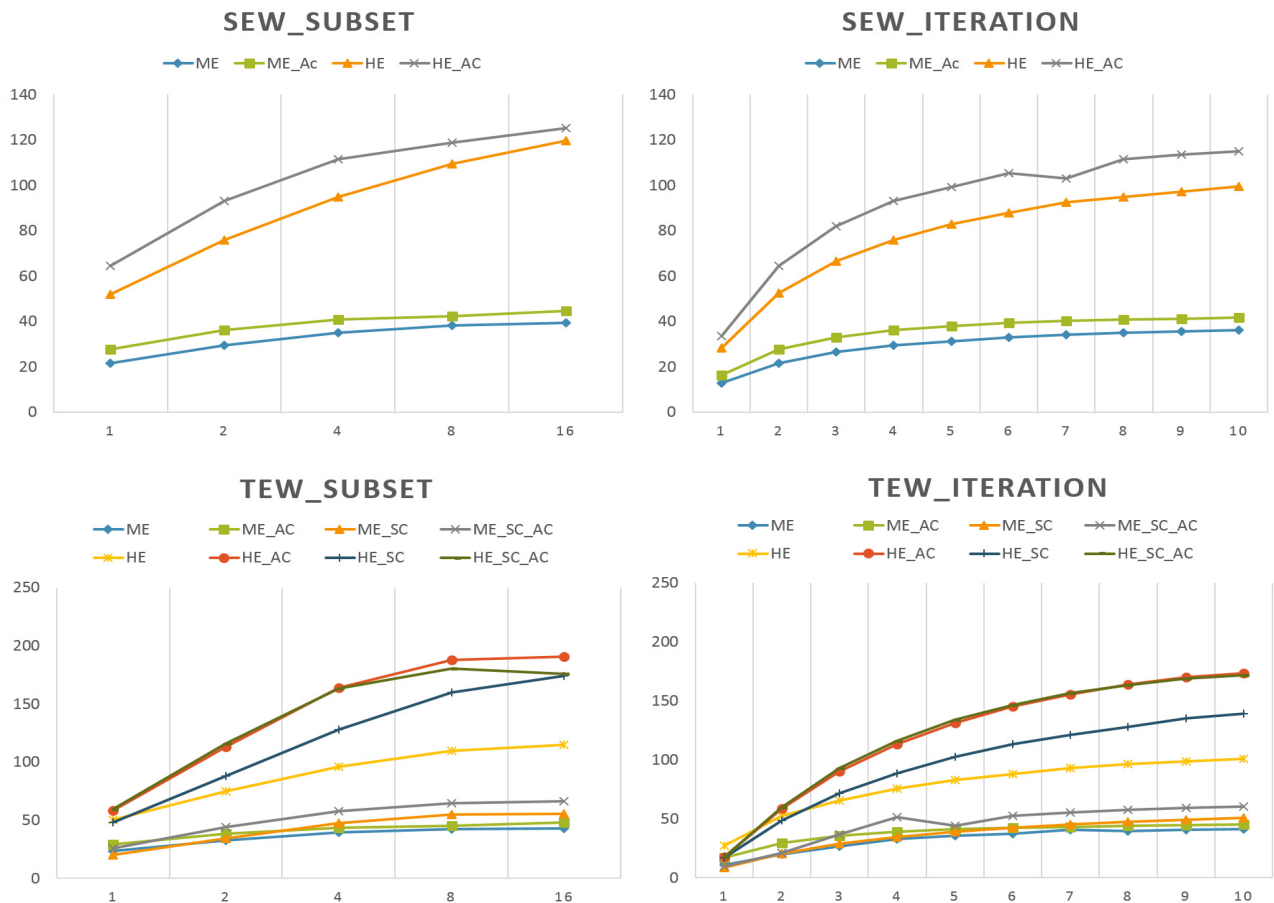 SEW_SUBSET
ME ME_Ac HE HE_AC
140
120
100
80
60
40
20
0
1 2 4 8 16
SEW_ITERATION
ME ME_Ac HE HE_AC
140
120
100
80
60
40
20
0
1 2 3 4 5 6 7 8 9 10
TEW_SUBSET
ME ME_AC ME_SC ME_SC_AC
HE HE_AC HE_SC HE_SC_AC
250
200
150
100
50
0
1 2 4 8 16
TEW_ITERATION
ME ME_AC ME_SC ME_SC_AC
HE HE_AC HE_SC HE_SC_AC
250
200
150
100
50
0
1 2 3 4 5 6 7 8 9 10